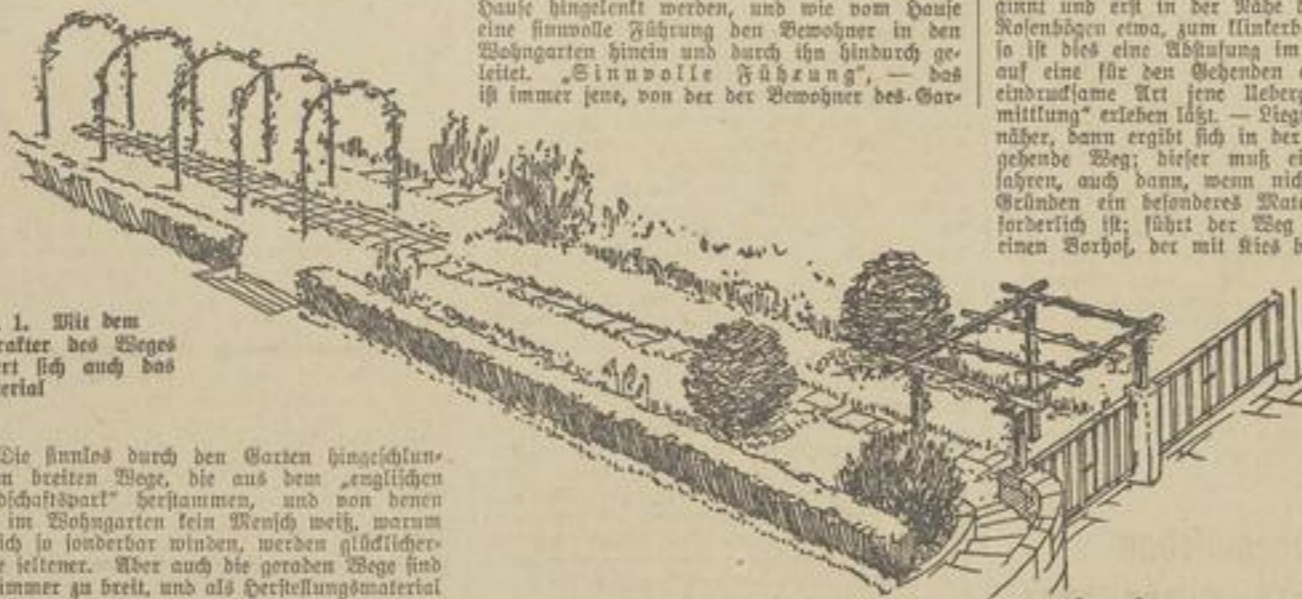 1. Mit dem
rakter des Weges
ert sich auch das
erial
Die sinnlos durch den Garten hingeschlun-
n breiten Wege, die aus dem „englischen
dschaftspark“ herstammen, und von denen
im Wohngarten kein Mensch weiß, warum
ich so sonderbar winden, werden glücklicher-
e seltener. Aber auch die geraden Wege sind
immer zu breit, und als Herstellungsmaterial
Hause hingelenkt werden, und wie vom Hause
eine sinnvolle Führung den Bewohner in den
Wohngarten hinein und durch ihn hindurch ge-
leitet. „Sinnvolle Führung“, — das
ist immer jene, von der der Bewohner des Gar-
ginnt und erst in der Nähe
Rosenbögen etwa, zum Klinkerb
so ist dies eine Abstufung im
auf eine für den Gehenden
eindrucksame Art jene Ueberg
mittlung“ erleben läßt. — Lieg
näher, dann ergibt sich in der
gehende Weg; dieser muß ei
fahren, auch dann, wenn nic
Gründen ein besonderes Mate
forderlich ist; führt der Weg
einen Vorhof, der mit Kies b